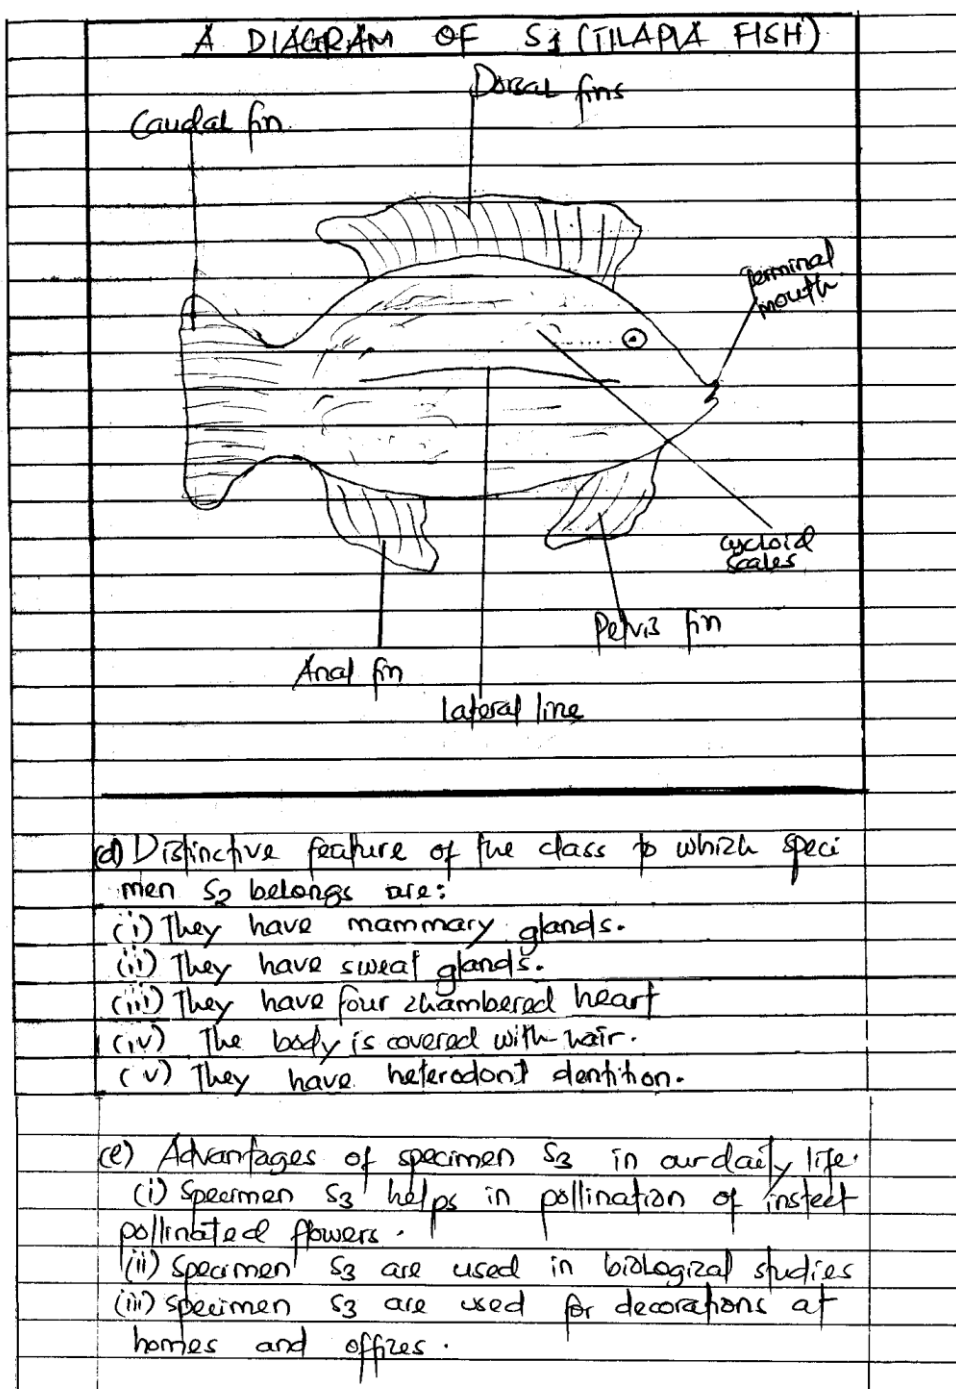 A DIAGRAM OF S1 (TILAPIA FISH)
Dorsal fins
Caudal fin
Terminal
mouth
cycloid
scales
Pelvis fin
Anal fin
lateral line
(d) Distinctive feature of the class to which speci
men S2 belongs are:
(i) They have mammary glands.
(ii) They have sweat glands.
(iii) They have four chambered heart
(iv) The body is covered with hair.
(v) They have heterodont dentition.
(e) Advantages of specimen S3 in our daily life.
(i) Specimen S3 helps in pollination of insect
pollinated flowers.
(ii) Specimen S3 are used in biological studies
(iii) Specimen S3 are used for decorations at
homes and offices.